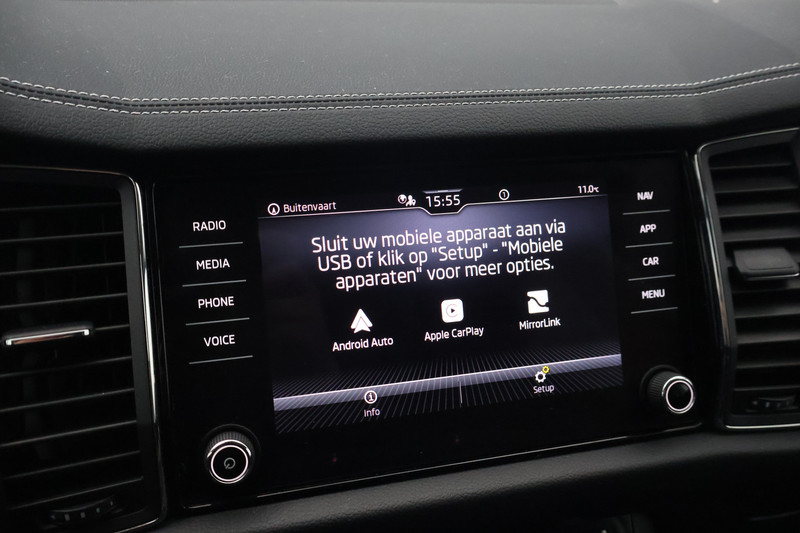 RADIO
MEDIA
PHONE
VOICE
Buitenvaart
15:55
11.0°C
Sluit uw mobiele apparaat aan via
USB of klik op "Setup" - "Mobiele
apparaten" voor meer opties.
Android Auto
Apple CarPlay
MirrorLink
Info
Setup
NAV
APP
CAR
MENU